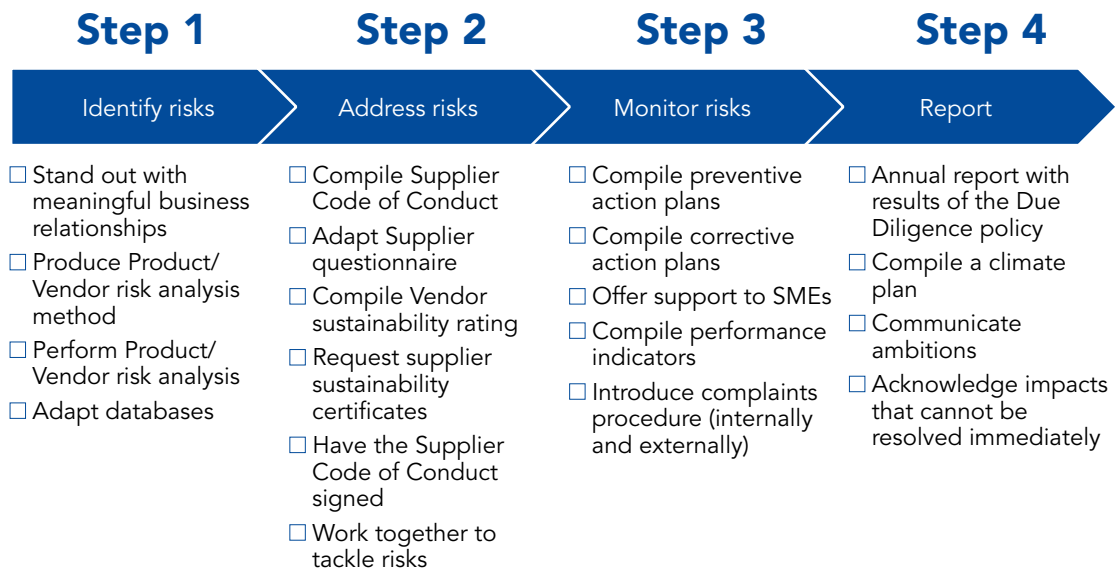 Step 1
Step 2
Step 3
Step 4
Identify risks
Address risks
Monitor risks
Report
Stand out with
meaningful business
relationships
Produce Product/
Vendor risk analysis
method
Perform Product/
Vendor risk analysis
Adapt databases
Compile Supplier
Code of Conduct
Adapt Supplier
questionnaire
Compile Vendor
sustainability rating
Request supplier
sustainability
certificates
Have the Supplier
Code of Conduct
signed
Work together to
tackle risks
Compile preventive
action plans
Compile corrective
action plans
Offer support to SMEs
Compile performance
indicators
Introduce complaints
procedure (internally
and externally)
Annual report with
results of the Due
Diligence policy
Compile a climate
plan
Communicate
ambitions
Acknowledge impacts
that cannot be
resolved immediately